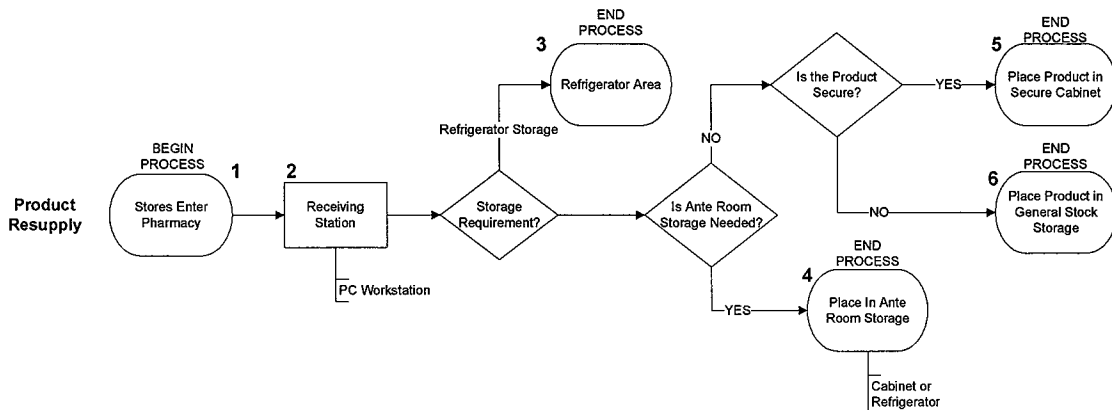 Product
Resupply
BEGIN
PROCESS
1
Stores Enter
Pharmacy
2
Receiving
Station
PC Workstation
Storage
Requirement?
Refrigerator Storage
END
PROCESS
3
Refrigerator Area
Is Ante Room
Storage Needed?
NO
YES
END
PROCESS
4
Place In Ante
Room Storage
Cabinet or
Refrigerator
Is the Product
Secure?
YES
END
PROCESS
5
Place Product in
Secure Cabinet
NO
END
PROCESS
6
Place Product in
General Stock
Storage